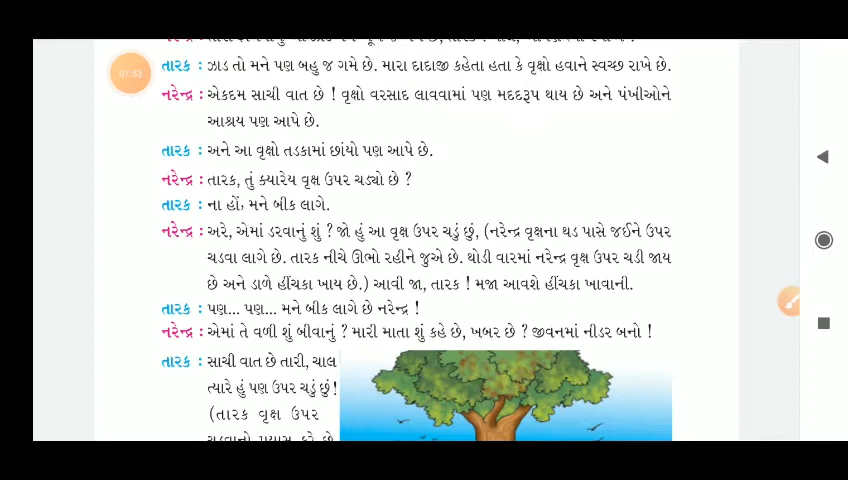 તારક : ઝાડ તો મને પણ બહુ જ ગમે છે. મારા દાદાજી કહેતા હતા કે વૃક્ષો હવાને સ્વચ્છ રાખે છે.
01:53
નરેન્દ્ર : એકદમ સાચી વાત છે ! વૃક્ષો વરસાદ લાવવામાં પણ મદદરૂપ થાય છે અને પંખીઓને
આશ્રય પણ આપે છે.
તારક : અને આ વૃક્ષો તડકામાં છાંયો પણ આપે છે.
નરેન્દ્ર : તારક, તું ક્યારેય વૃક્ષ ઉપર ચડ્યો છે ?
તારક : ના હોં, મને બીક લાગે.
નરેન્દ્ર : અરે, એમાં ડરવાનું શું ? જો હું આ વૃક્ષ ઉપર ચડું છું, (નરેન્દ્ર વૃક્ષના થડ પાસે જઈને ઉપર
ચડવા લાગે છે. તારક નીચે ઊભો રહીને જુએ છે. થોડી વારમાં નરેન્દ્ર વૃક્ષ ઉપર ચડી જાય
છે અને ડાળે હીંચકા ખાય છે.) આવી જા, તારક ! મજા આવશે હીંચકા ખાવાની.
તારક : પણ... પણ... મને બીક લાગે છે નરેન્દ્ર !
નરેન્દ્ર : એમાં તે વળી શું બીવાનું ? મારી માતા શું કહે છે, ખબર છે ? જીવનમાં નીડર બનો !
તારક : સાચી વાત છે તારી, ચાલ
ત્યારે હું પણ ઉપર ચડું છું!
(તારક વૃક્ષ ઉપર